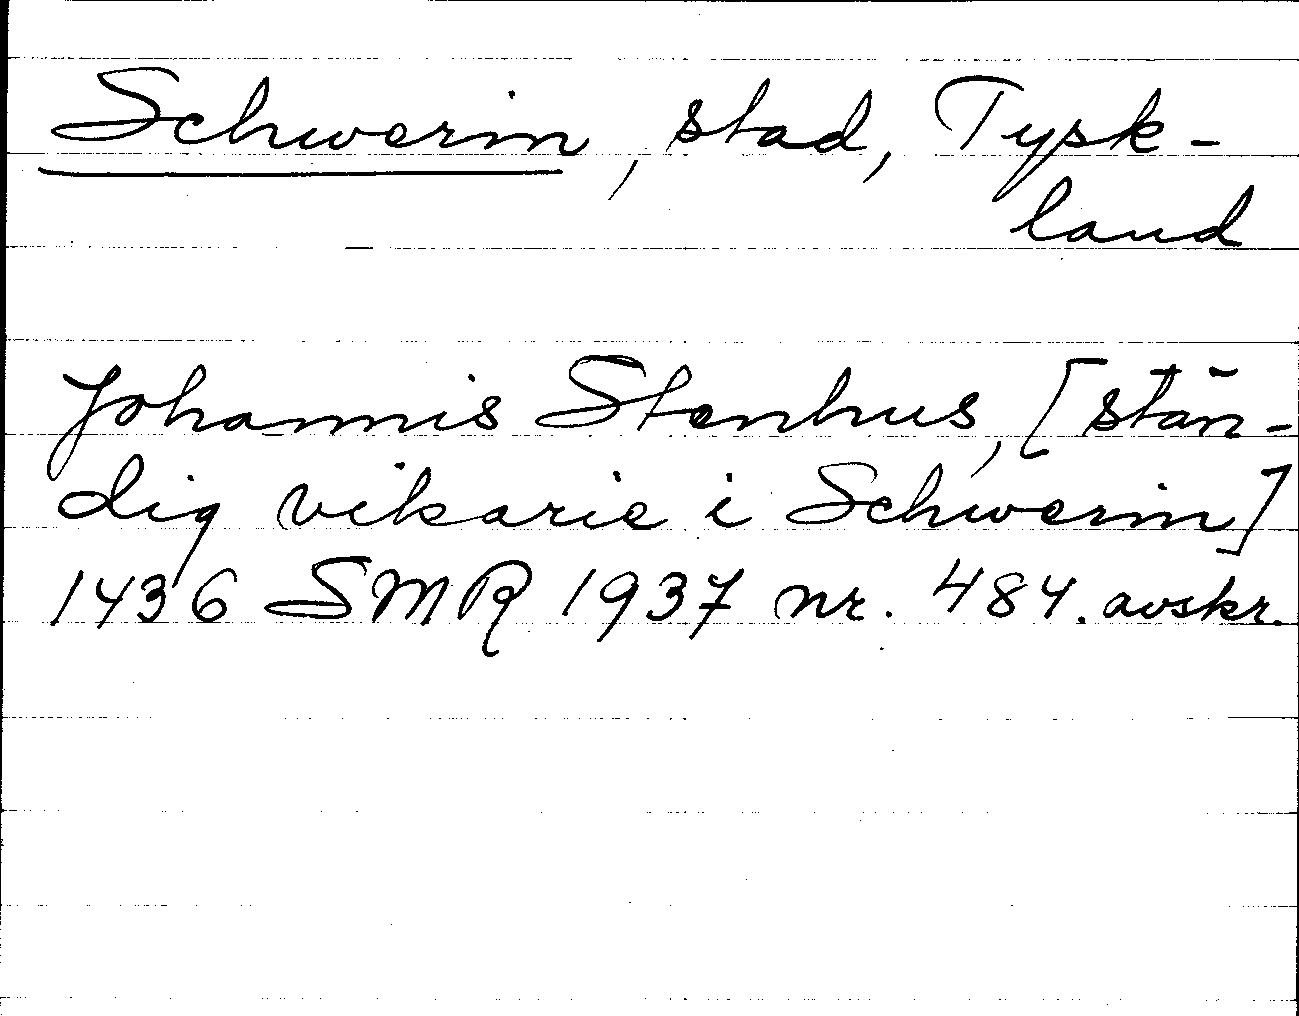 Schwerin, stad, Tysk-
land
Johannis Stenhus, [stän-
dig vikarie i Schwerin]
1436 SMR 1937 nr. 484. avskr.